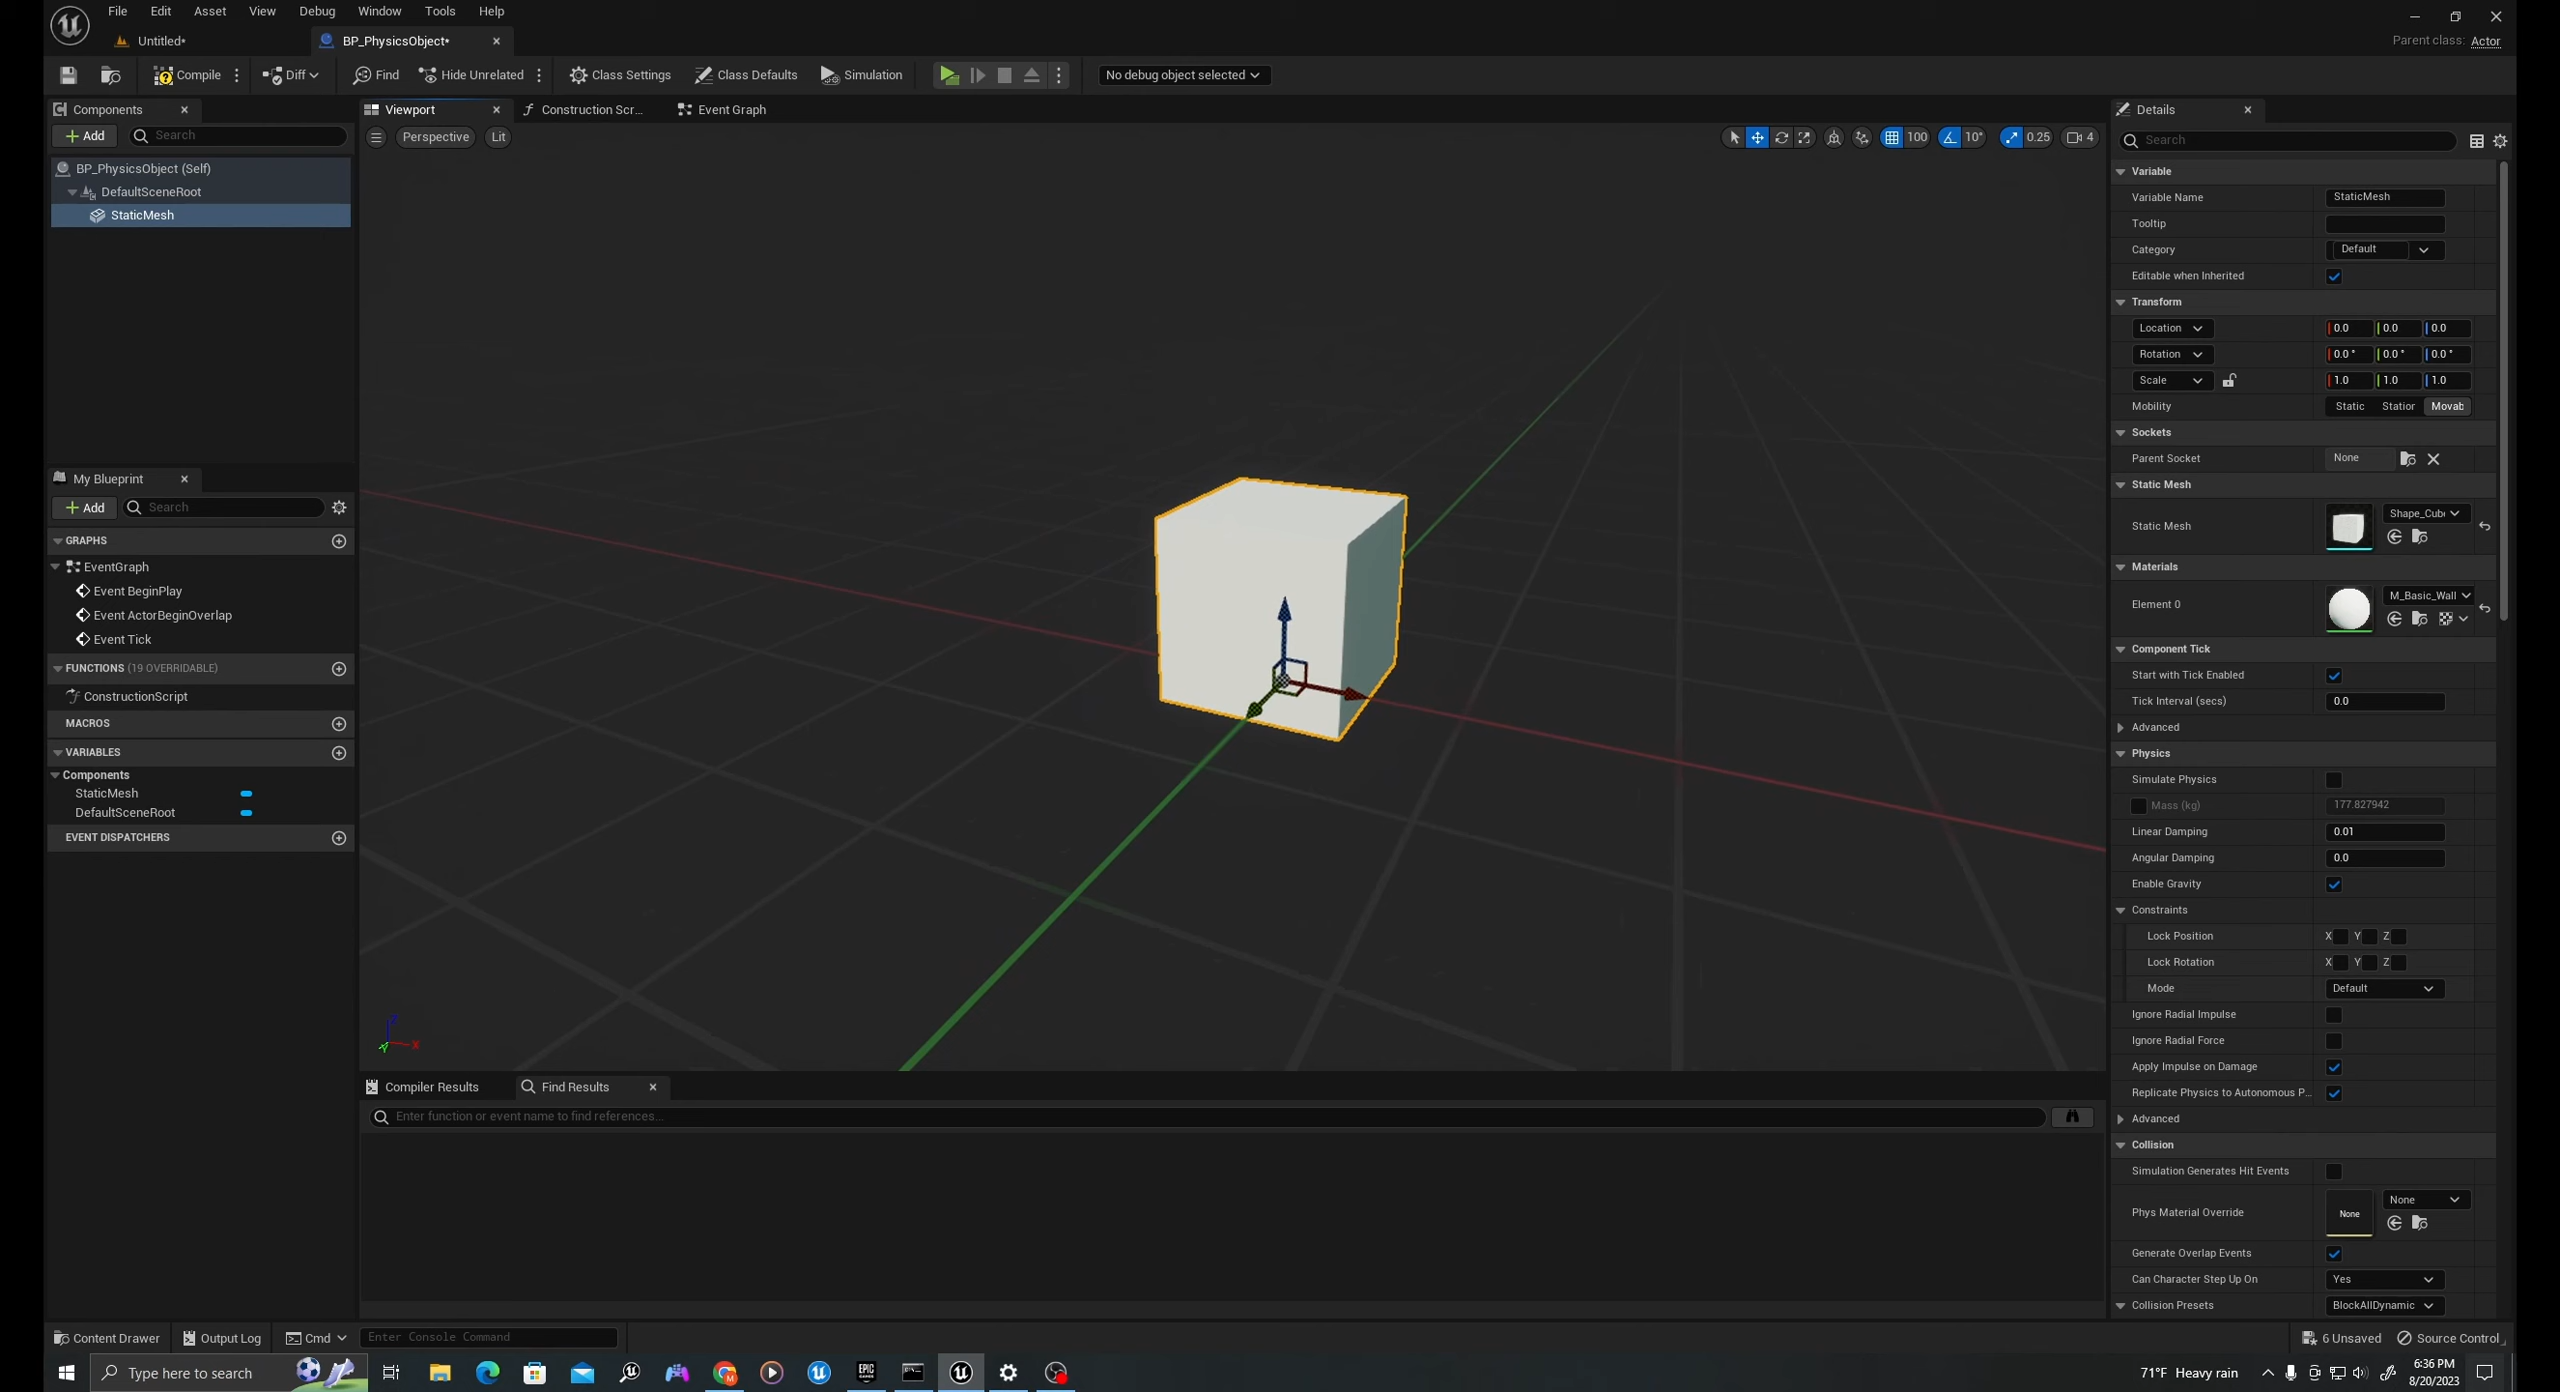 File Edit Asset View Debug Window Tools Help
Untitled*
BP_PhysicsObject*
Parent class: Actor
Compile
Diff
Find
Hide Unrelated
Class Settings
Class Defaults
Simulation
No debug object selected
Components
Add
Search
BP_PhysicsObject (Self)
DefaultSceneRoot
StaticMesh
My Blueprint
Add
Search
GRAPHS
EventGraph
Event BeginPlay
Event ActorBeginOverlap
Event Tick
FUNCTIONS (19 OVERRIDABLE)
ConstructionScript
MACROS
VARIABLES
Components
StaticMesh
DefaultSceneRoot
EVENT DISPATCHERS
Viewport
Construction Scr...
Event Graph
Perspective
Lit
100
10°
0.25
4
Z
Y
X
Compiler Results
Find Results
Enter function or event name to find references...
Details
Search
Variable
Variable Name StaticMesh
Tooltip
Category Default
Editable when Inherited
Transform
Location 0.0 0.0 0.0
Rotation 0.0° 0.0° 0.0°
Scale 1.0 1.0 1.0
Mobility Static Station Movab
Sockets
Parent Socket None
Static Mesh
Static Mesh Shape_Cube
Materials
Element 0 M_Basic_Wall
Component Tick
Start with Tick Enabled
Tick Interval (secs) 0.0
Advanced
Physics
Simulate Physics
Mass (kg) 177.827942
Linear Damping 0.01
Angular Damping 0.0
Enable Gravity
Constraints
Lock Position X Y Z
Lock Rotation X Y Z
Mode Default
Ignore Radial Impulse
Ignore Radial Force
Apply Impulse on Damage
Replicate Physics to Autonomous P...
Advanced
Collision
Simulation Generates Hit Events
Phys Material Override None None
Generate Overlap Events
Can Character Step Up On Yes
Collision Presets BlockAllDynamic
Content Drawer
Output Log
Cmd
Enter Console Command
6 Unsaved
Source Control
Type here to search
EPIC GAMES
71°F Heavy rain
6:36 PM
8/20/2023